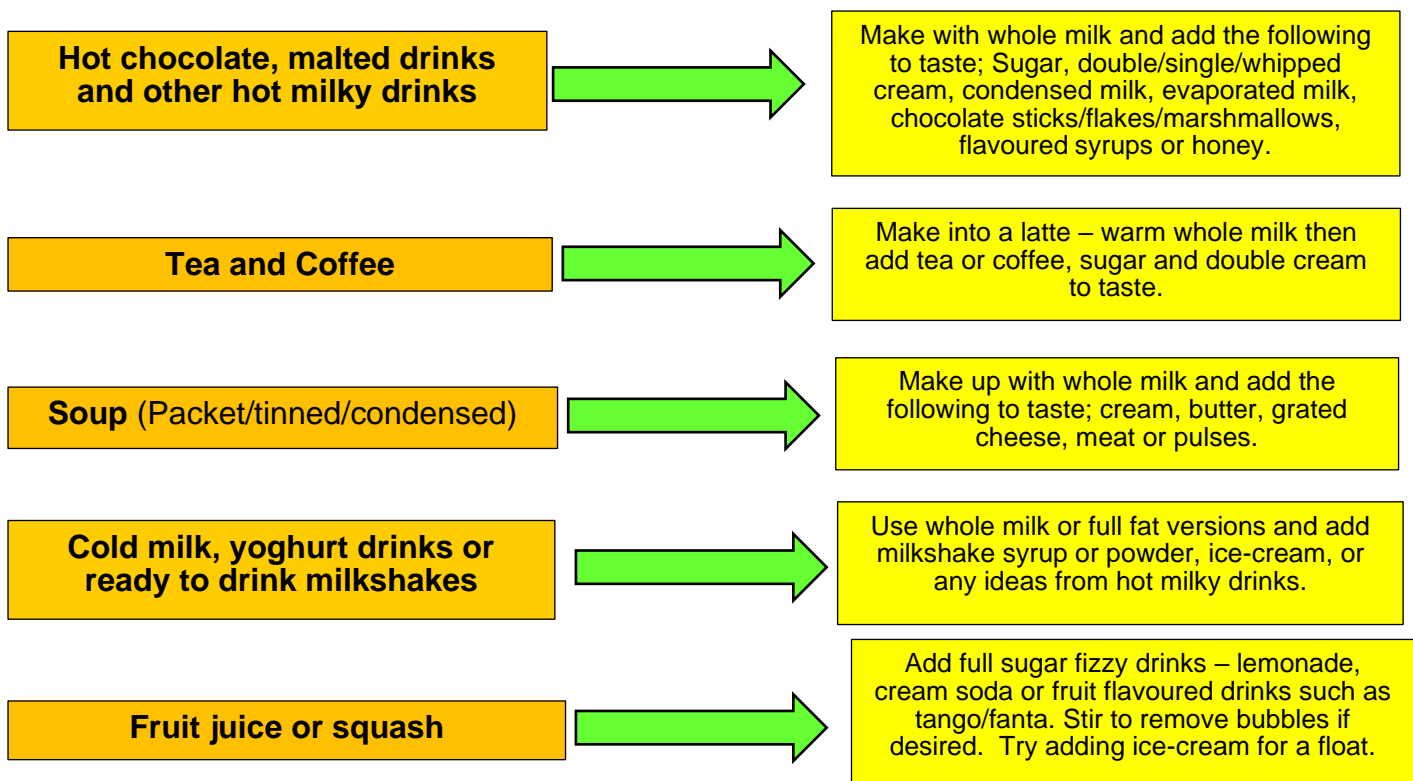 Hot chocolate, malted drinks
and other hot milky drinks
Make with whole milk and add the following
to taste; Sugar, double/single/whipped
cream, condensed milk, evaporated milk,
chocolate sticks/flakes/marshmallows,
flavoured syrups or honey.
Tea and Coffee
Make into a latte – warm whole milk then
add tea or coffee, sugar and double cream
to taste.
Soup (Packet/tinned/condensed)
Make up with whole milk and add the
following to taste; cream, butter, grated
cheese, meat or pulses.
Cold milk, yoghurt drinks or
ready to drink milkshakes
Use whole milk or full fat versions and add
milkshake syrup or powder, ice-cream, or
any ideas from hot milky drinks.
Fruit juice or squash
Add full sugar fizzy drinks – lemonade,
cream soda or fruit flavoured drinks such as
tango/fanta. Stir to remove bubbles if
desired.  Try adding ice-cream for a float.